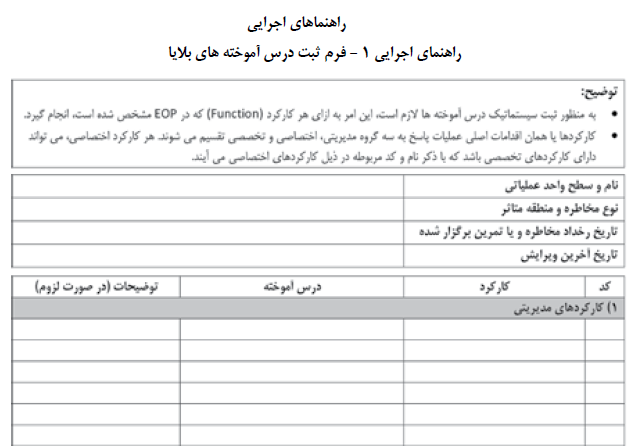 راهنماهای اجرایی
راهنمای اجرایی ۱ – فرم ثبت درس آموخته های بلایا
توضیح:
• به منظور ثبت سیستماتیک درس آموخته ها لازم است، این امر به ازای هر کارکرد (Function) که در EOP مشخص شده است، انجام گیرد.
• کارکردها یا همان اقدامات اصلی عملیات پاسخ به سه گروه مدیریتی، اختصاصی و تخصصی تقسیم می شوند. هر کارکرد اختصاصی، می تواند
دارای کارکردهای تخصصی باشد که با ذکر نام و کد مربوطه در ذیل کارکردهای اختصاصی می آیند.
نام و سطح واحد عملیاتی
نوع مخاطره و منطقه متاثر
تاریخ رخداد مخاطره و یا تمرین برگزار شده
تاریخ آخرین ویرایش
کد کارکرد درس آموخته توضیحات (در صورت لزوم)
۱) کارکردهای مدیریتی